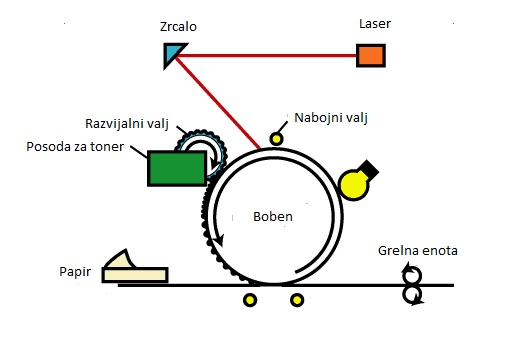 Zrcalo
Laser
Nabojni valj
Razvijalni valj
Posoda za toner
Boben
Grelna enota
Papir